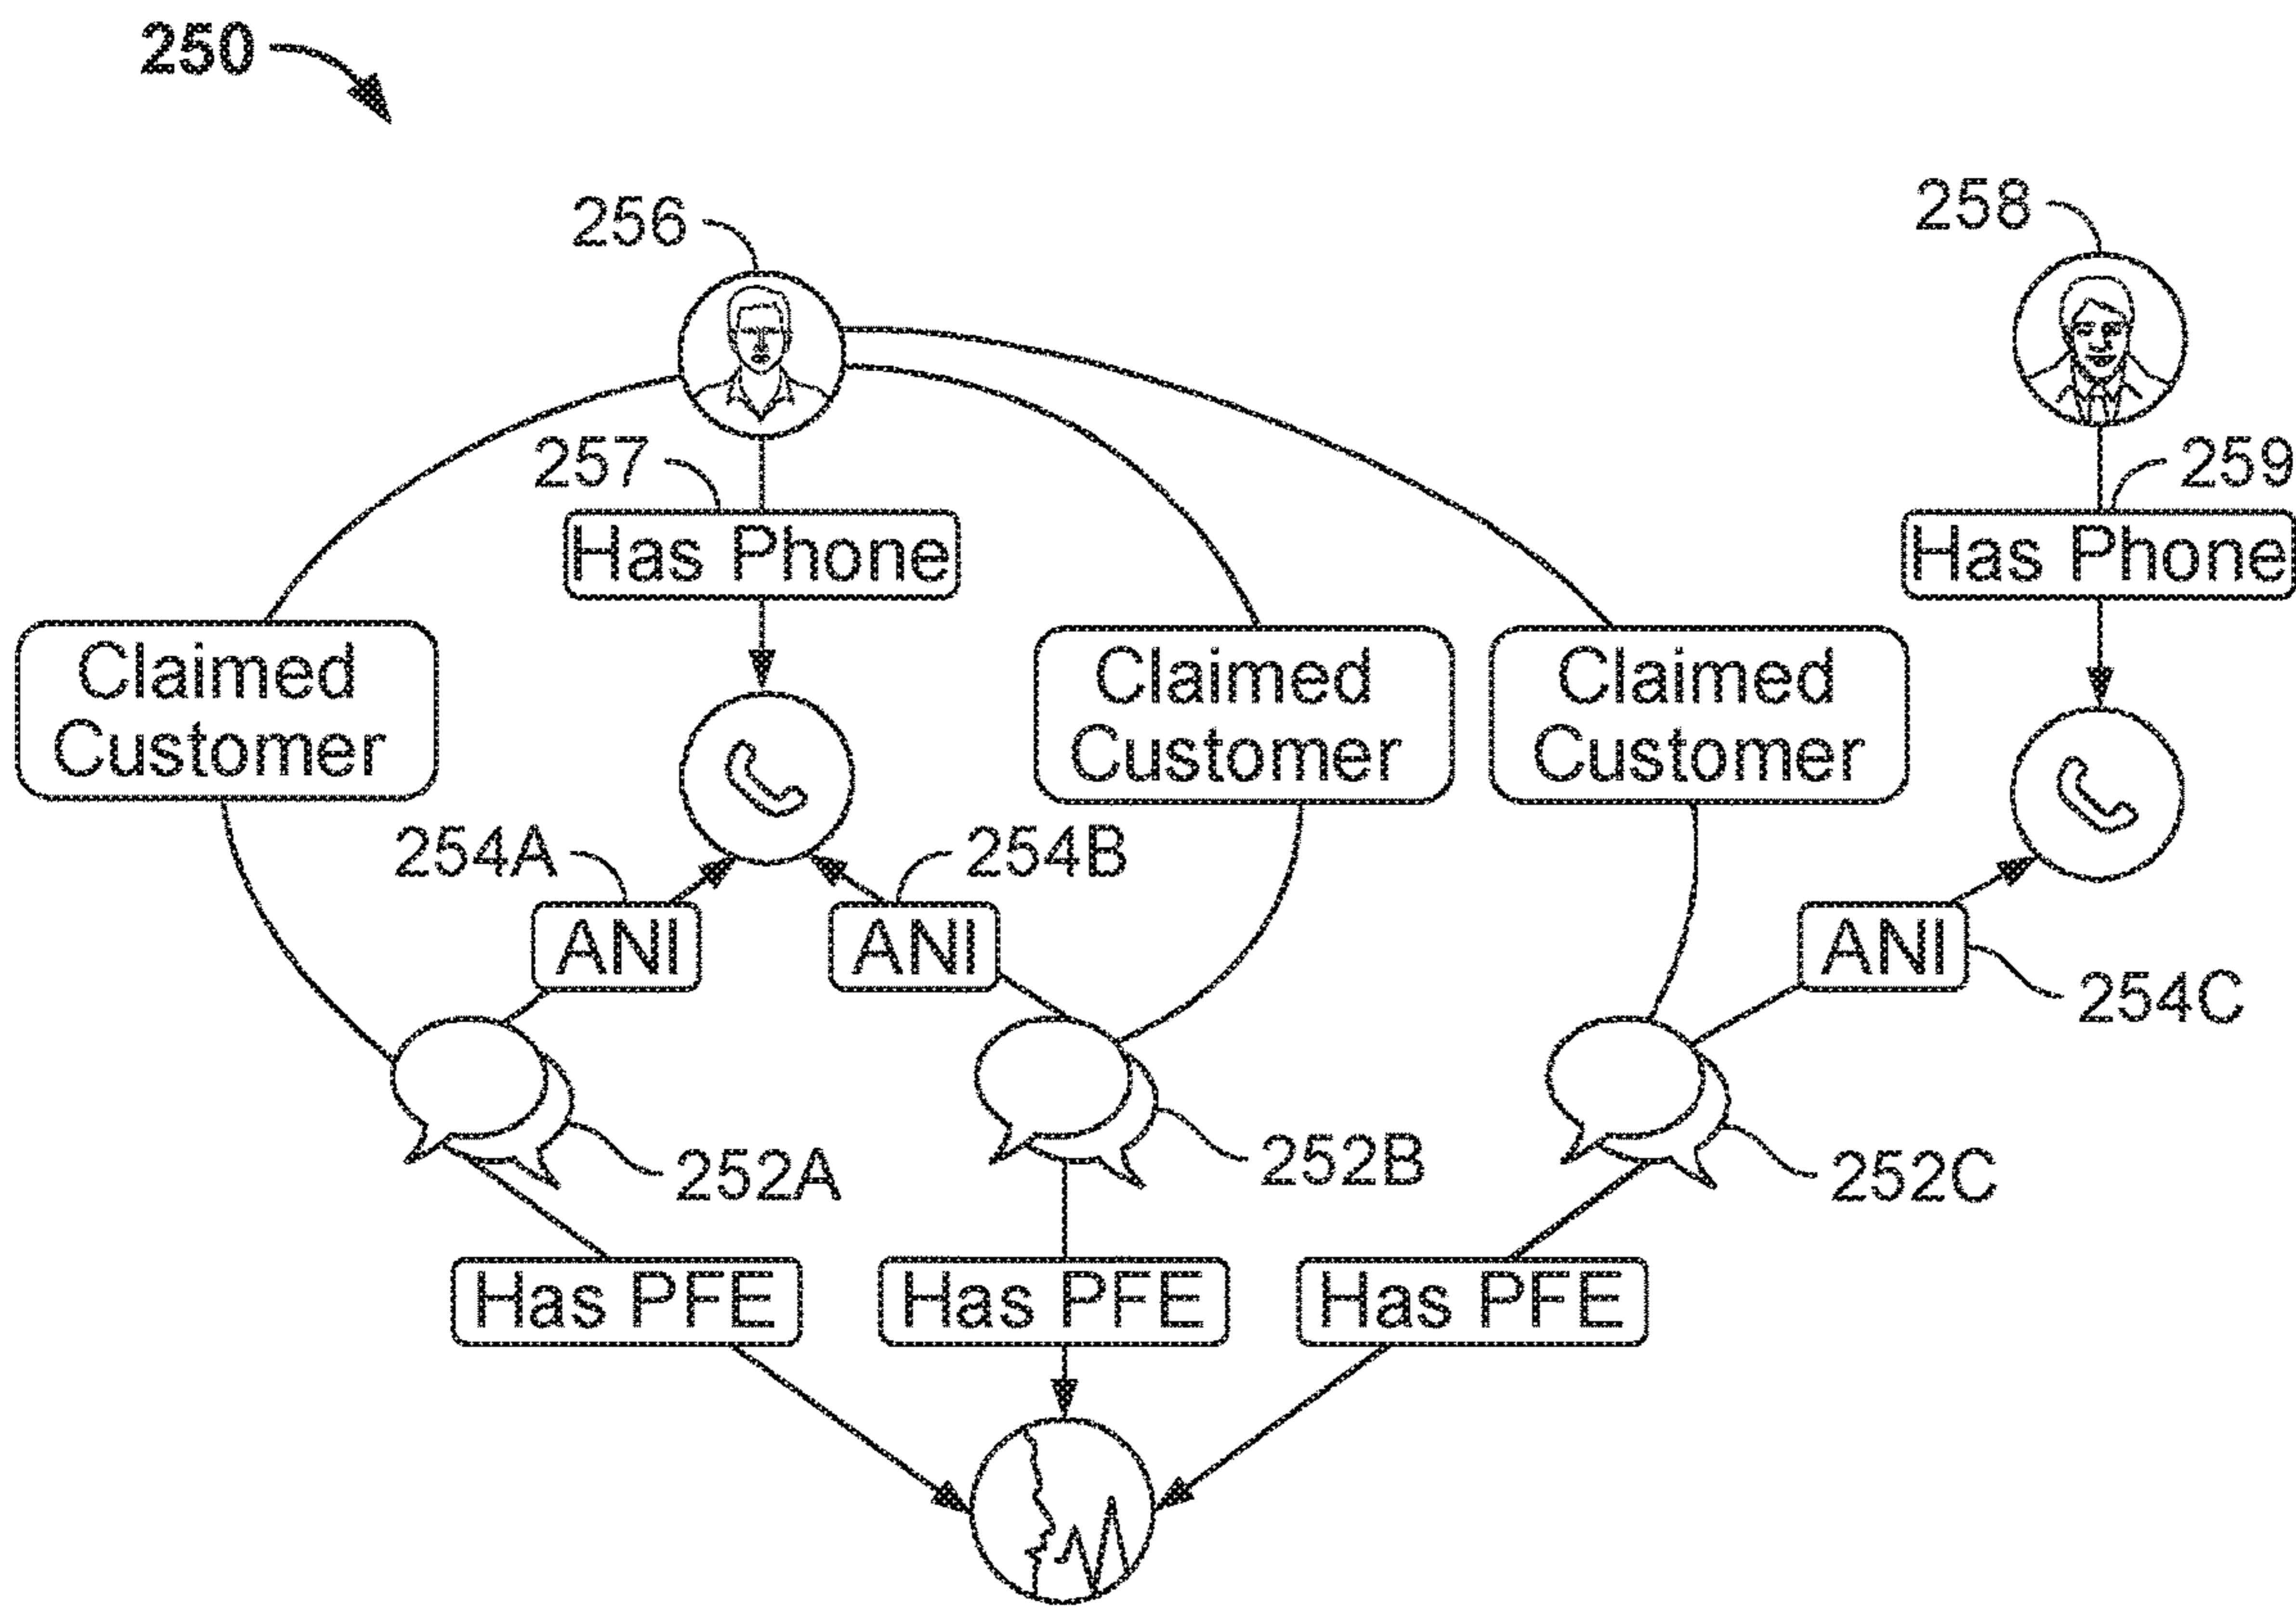 250
256
258
257
259
Has Phone
Has Phone
Claimed
Customer
Claimed
Customer
Claimed
Customer
254A
254B
ANI
ANI
ANI
254C
252A
252B
252C
Has PFE
Has PFE
Has PFE